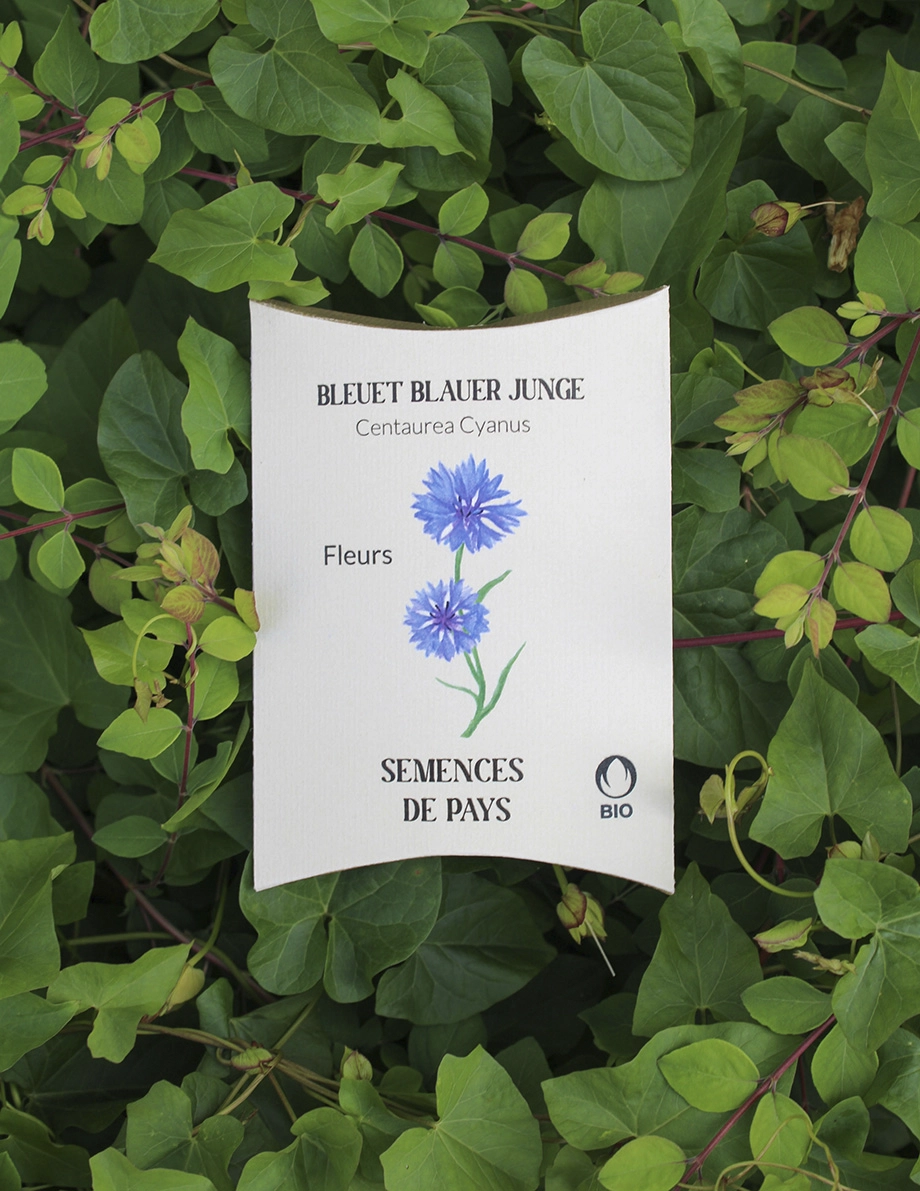 BLEUET BLAUER JUNGE
Centaurea Cyanus
Fleurs
SEMENCES
DE PAYS
BIO